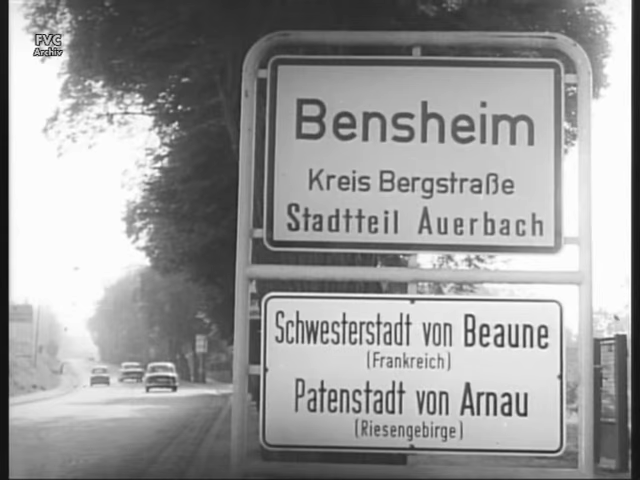 FVC
Archiv
Bensheim
Kreis Bergstraße
Stadtteil Auerbach
Schwesterstadt von Beaune
(Frankreich)
Patenstadt von Arnau
(Riesengebirge)